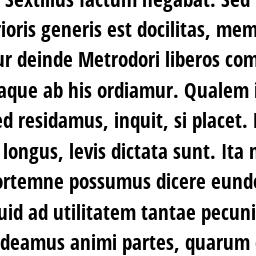 Sextilius factum negabat. Sed
rioris generis est docilitas, mem
ur deinde Metrodori liberos com
aque ab his ordiamur. Qualem i
ed residamus, inquit, si placet.
longus, levis dictata sunt. Ita
ortemne possumus dicere eunde
uid ad utilitatem tantae pecuni
deamus animi partes, quarum